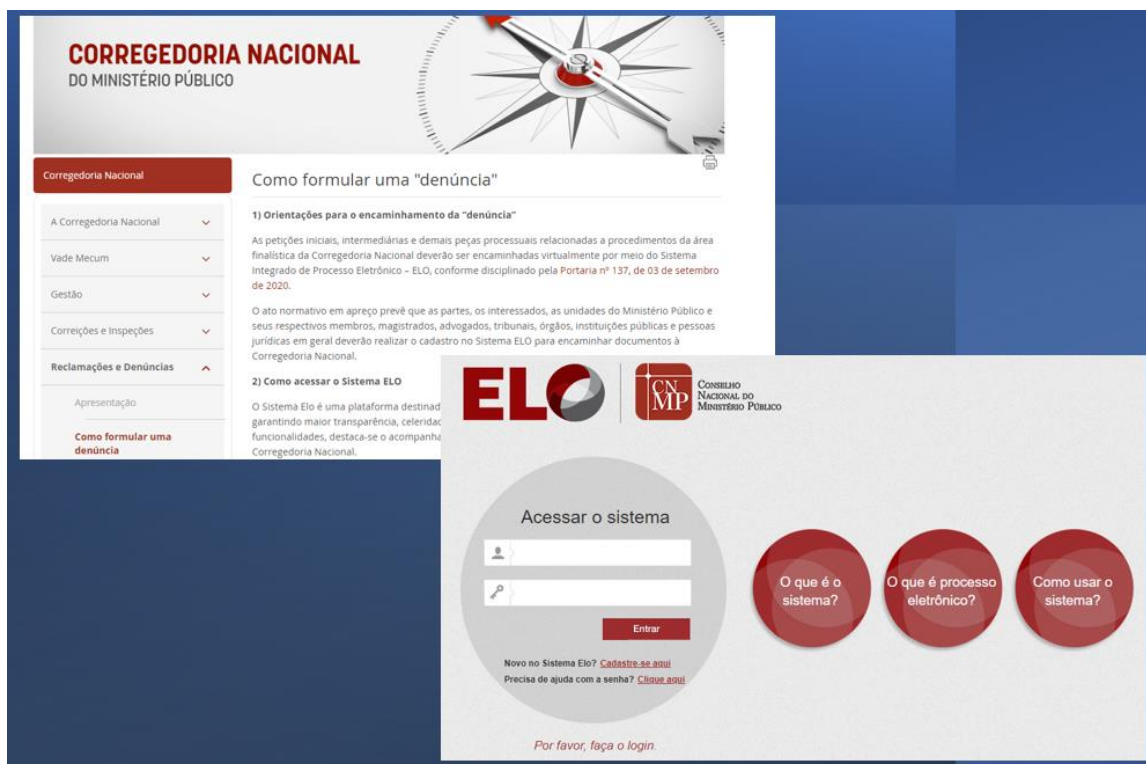 CORREGEDORIA NACIONAL
DO MINISTÉRIO PÚBLICO
Corregedoria Nacional
A Corregedoria Nacional
Vade Mecum
Gestão
Correições e Inspeções
Reclamações e Denúncias
Apresentação
Como formular uma
denúncia
Como formular uma "denúncia"
1) Orientações para o encaminhamento da "denúncia"
As petições iniciais, intermediárias e demais peças processuais relacionadas a procedimentos da área
finalística da Corregedoria Nacional deverão ser encaminhadas virtualmente por meio do Sistema
Integrado de Processo Eletrônico – ELO, conforme disciplinado pela Portaria nº 137, de 03 de setembro
de 2020.
O ato normativo em apreço prevê que as partes, os interessados, as unidades do Ministério Público e
seus respectivos membros, magistrados, advogados, tribunais, órgãos, instituições públicas e pessoas
jurídicas em geral deverão realizar o cadastro no Sistema ELO para encaminhar documentos à
Corregedoria Nacional.
2) Como acessar o Sistema ELO
O Sistema Elo é uma plataforma destinad
garantindo maior transparência, celeridad
funcionalidades, destaca-se o acompanha
Corregedoria Nacional.
ELO
CN
MP
CONSELHO
NACIONAL DO
MINISTÉRIO PÚBLICO
Acessar o sistema
Entrar
Novo no Sistema Elo? Cadastre-se aqui
Precisa de ajuda com a senha? Clique aqui
Por favor, faça o login.
O que é o
sistema?
O que é processo
eletrônico?
Como usar o
sistema?